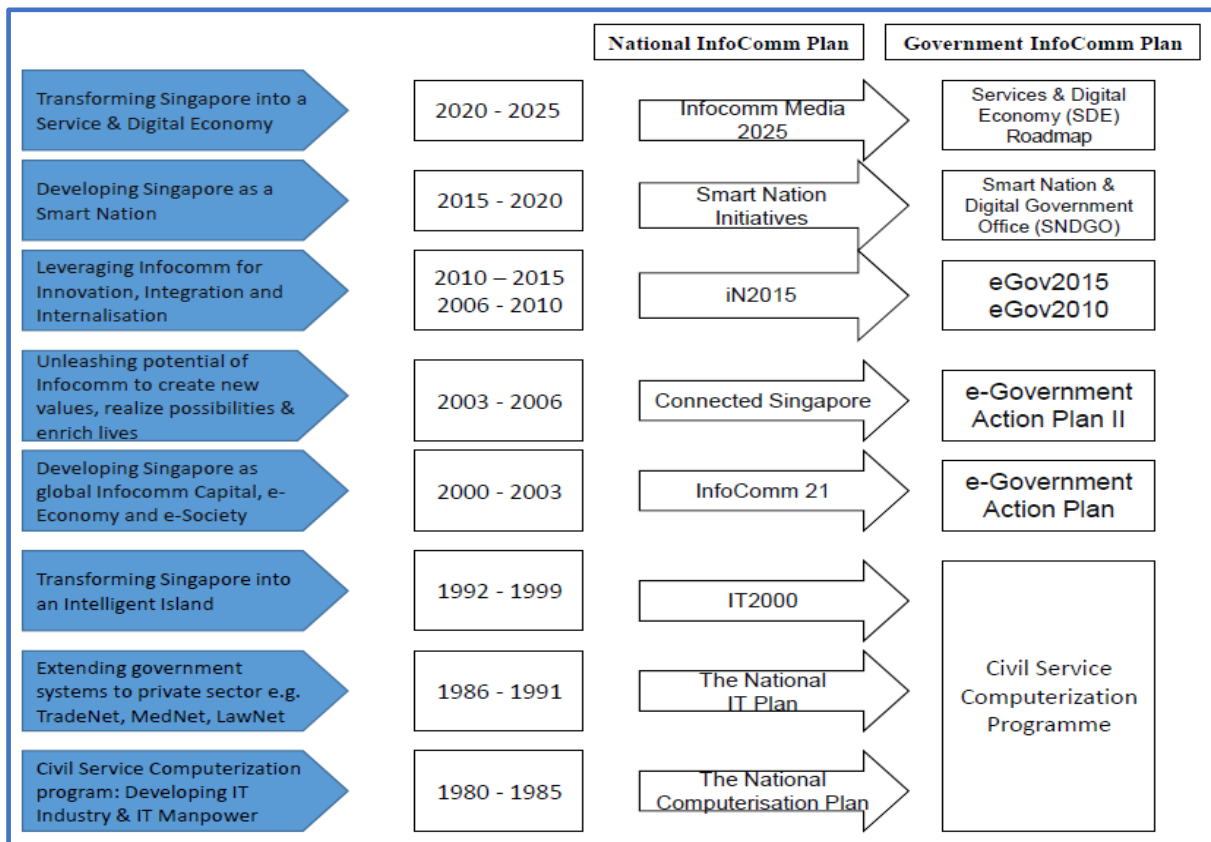 National InfoComm Plan
Government InfoComm Plan
Transforming Singapore into a
Service & Digital Economy
2020 - 2025
Infocomm Media
2025
Services & Digital
Economy (SDE)
Roadmap
Developing Singapore as a
Smart Nation
2015 - 2020
Smart Nation
Initiatives
Smart Nation &
Digital Government
Office (SNDGO)
Leveraging Infocomm for
Innovation, Integration and
Internalisation
2010 – 2015
2006 - 2010
iN2015
eGov2015
eGov2010
Unleashing potential of
Infocomm to create new
values, realize possibilities &
enrich lives
2003 - 2006
Connected Singapore
e-Government
Action Plan II
Developing Singapore as
global Infocomm Capital, e-
Economy and e-Society
2000 - 2003
InfoComm 21
e-Government
Action Plan
Transforming Singapore into
an Intelligent Island
1992 - 1999
IT2000
Extending government
systems to private sector e.g.
TradeNet, MedNet, LawNet
1986 - 1991
The National
IT Plan
Civil Service
Computerization
Programme
Civil Service Computerization
program: Developing IT
Industry & IT Manpower
1980 - 1985
The National
Computerisation Plan